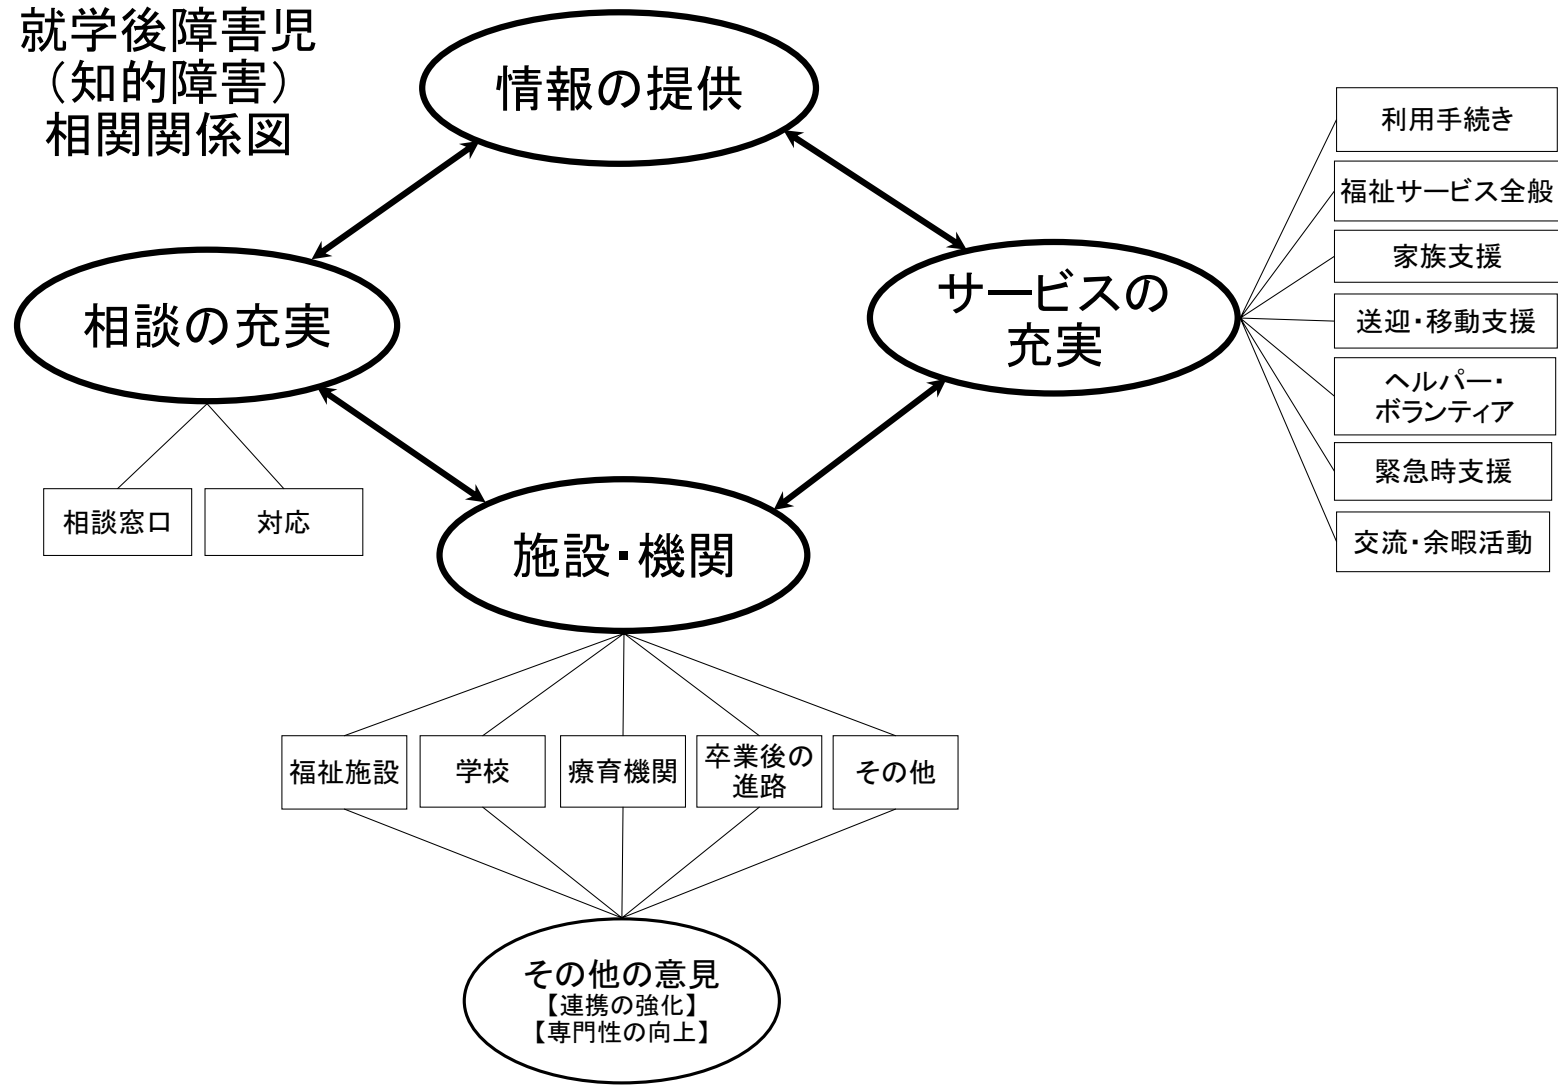 就学後障害児
（知的障害）
相関関係図
情報の提供
相談の充実
サービスの
充実
利用手続き
福祉サービス全般
家族支援
送迎・移動支援
ヘルパー・
ボランティア
緊急時支援
交流・余暇活動
相談窓口
対応
施設・機関
福祉施設
学校
療育機関
卒業後の
進路
その他
その他の意見
【連携の強化】
【専門性の向上】